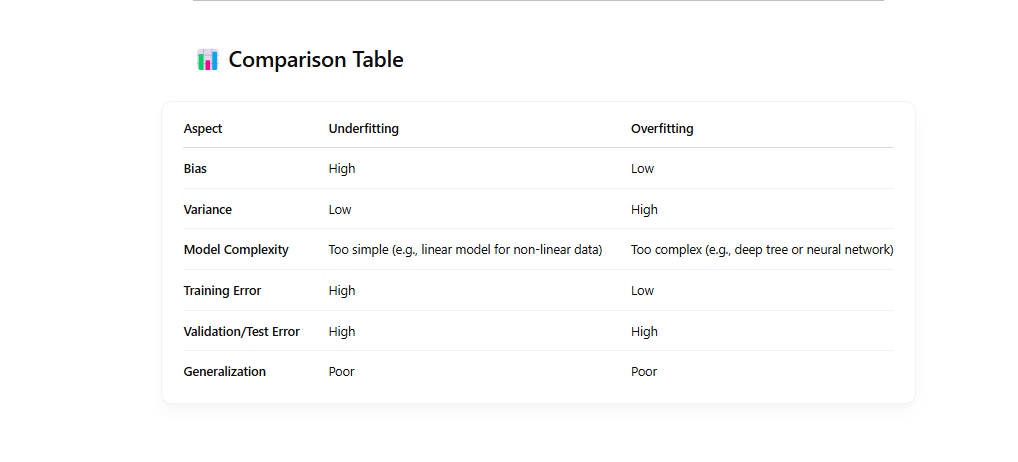 Comparison Table
Aspect Underfitting Overfitting
Bias High Low
Variance Low High
Model Complexity Too simple (e.g., linear model for non-linear data) Too complex (e.g., deep tree or neural network)
Training Error High Low
Validation/Test Error High High
Generalization Poor Poor